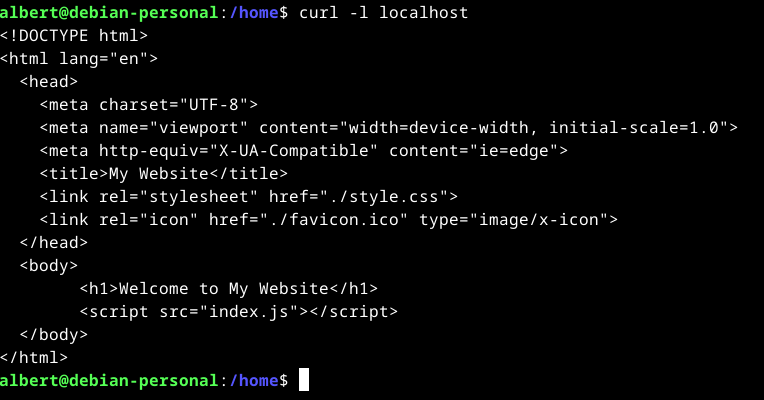 albert@debian-personal:/home$ curl -l localhost
<!DOCTYPE html>
<html lang="en">
  <head>
    <meta charset="UTF-8">
    <meta name="viewport" content="width=device-width, initial-scale=1.0">
    <meta http-equiv="X-UA-Compatible" content="ie=edge">
    <title>My Website</title>
    <link rel="stylesheet" href="./style.css">
    <link rel="icon" href="./favicon.ico" type="image/x-icon">
  </head>
  <body>
        <h1>Welcome to My Website</h1>
        <script src="index.js"></script>
  </body>
</html>
albert@debian-personal:/home$